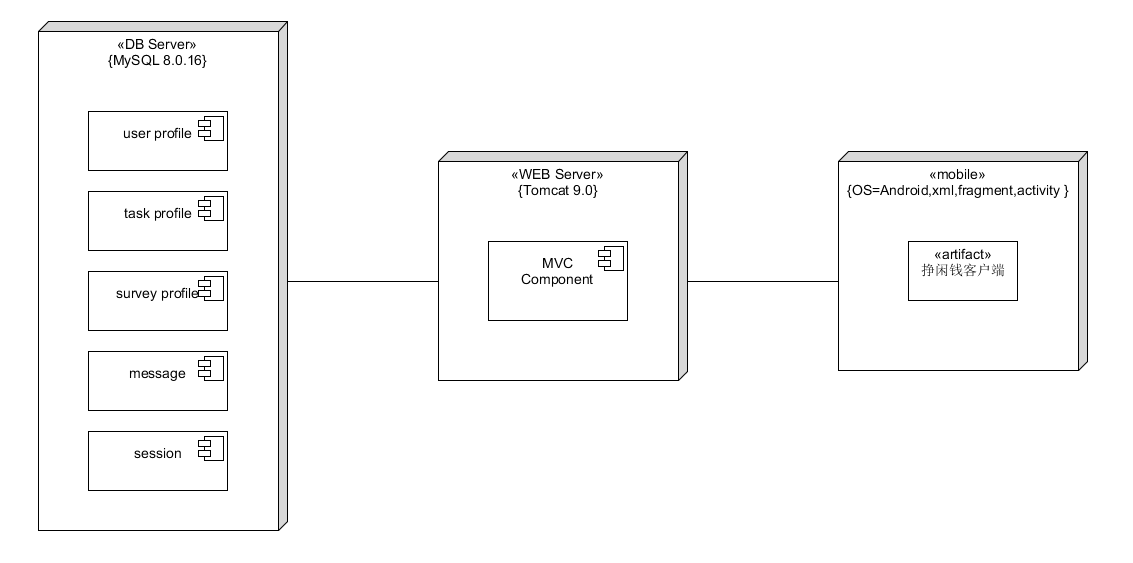 «DB Server»
{MySQL 8.0.16}
user profile
task profile
survey profile
message
session
«WEB Server»
{Tomcat 9.0}
MVC
Component
«mobile»
{OS=Android,xml,fragment,activity }
«artifact»
挣闲钱客户端